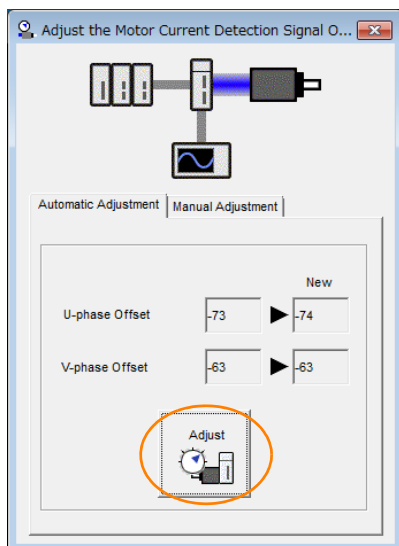 Adjust the Motor Current Detection Signal O...
Automatic Adjustment
Manual Adjustment
New
U-phase Offset
-73
-74
V-phase Offset
-63
-63
Adjust